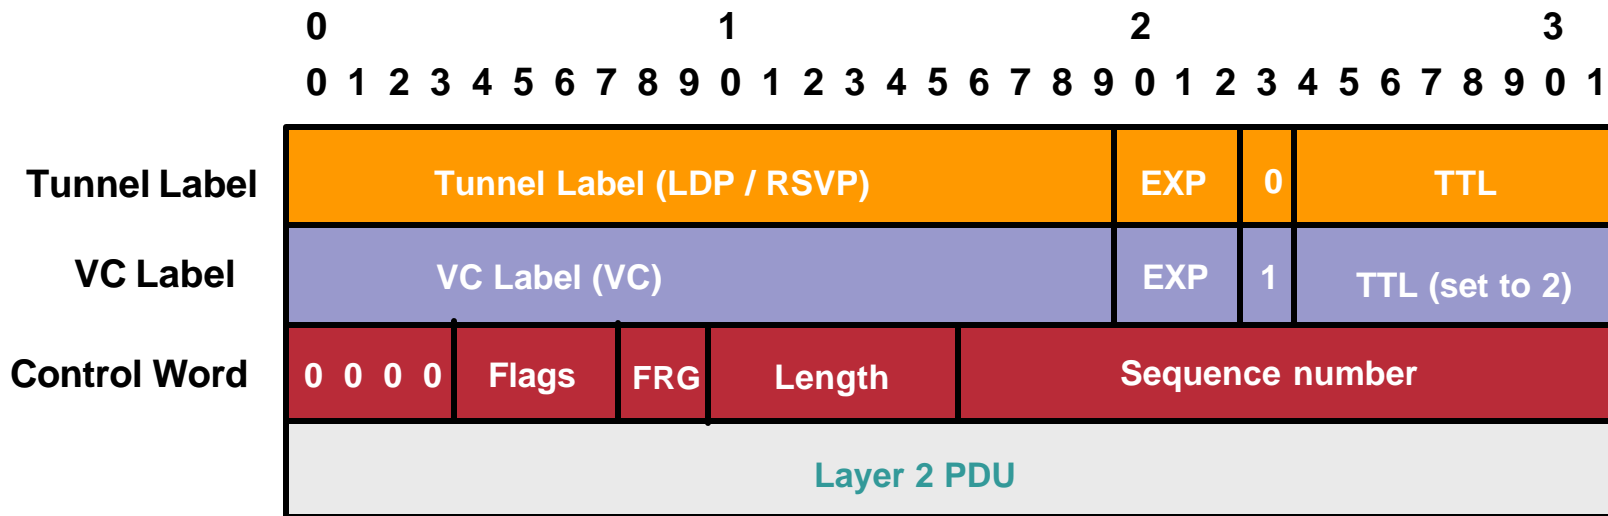 0 1 2 3
0 1 2 3 4 5 6 7 8 9 0 1 2 3 4 5 6 7 8 9 0 1 2 3 4 5 6 7 8 9 0 1
Tunnel Label Tunnel Label (LDP / RSVP) EXP 0 TTL
VC Label VC Label (VC) EXP 1 TTL (set to 2)
Control Word 0 0 0 0 Flags FRG Length Sequence number
Layer 2 PDU